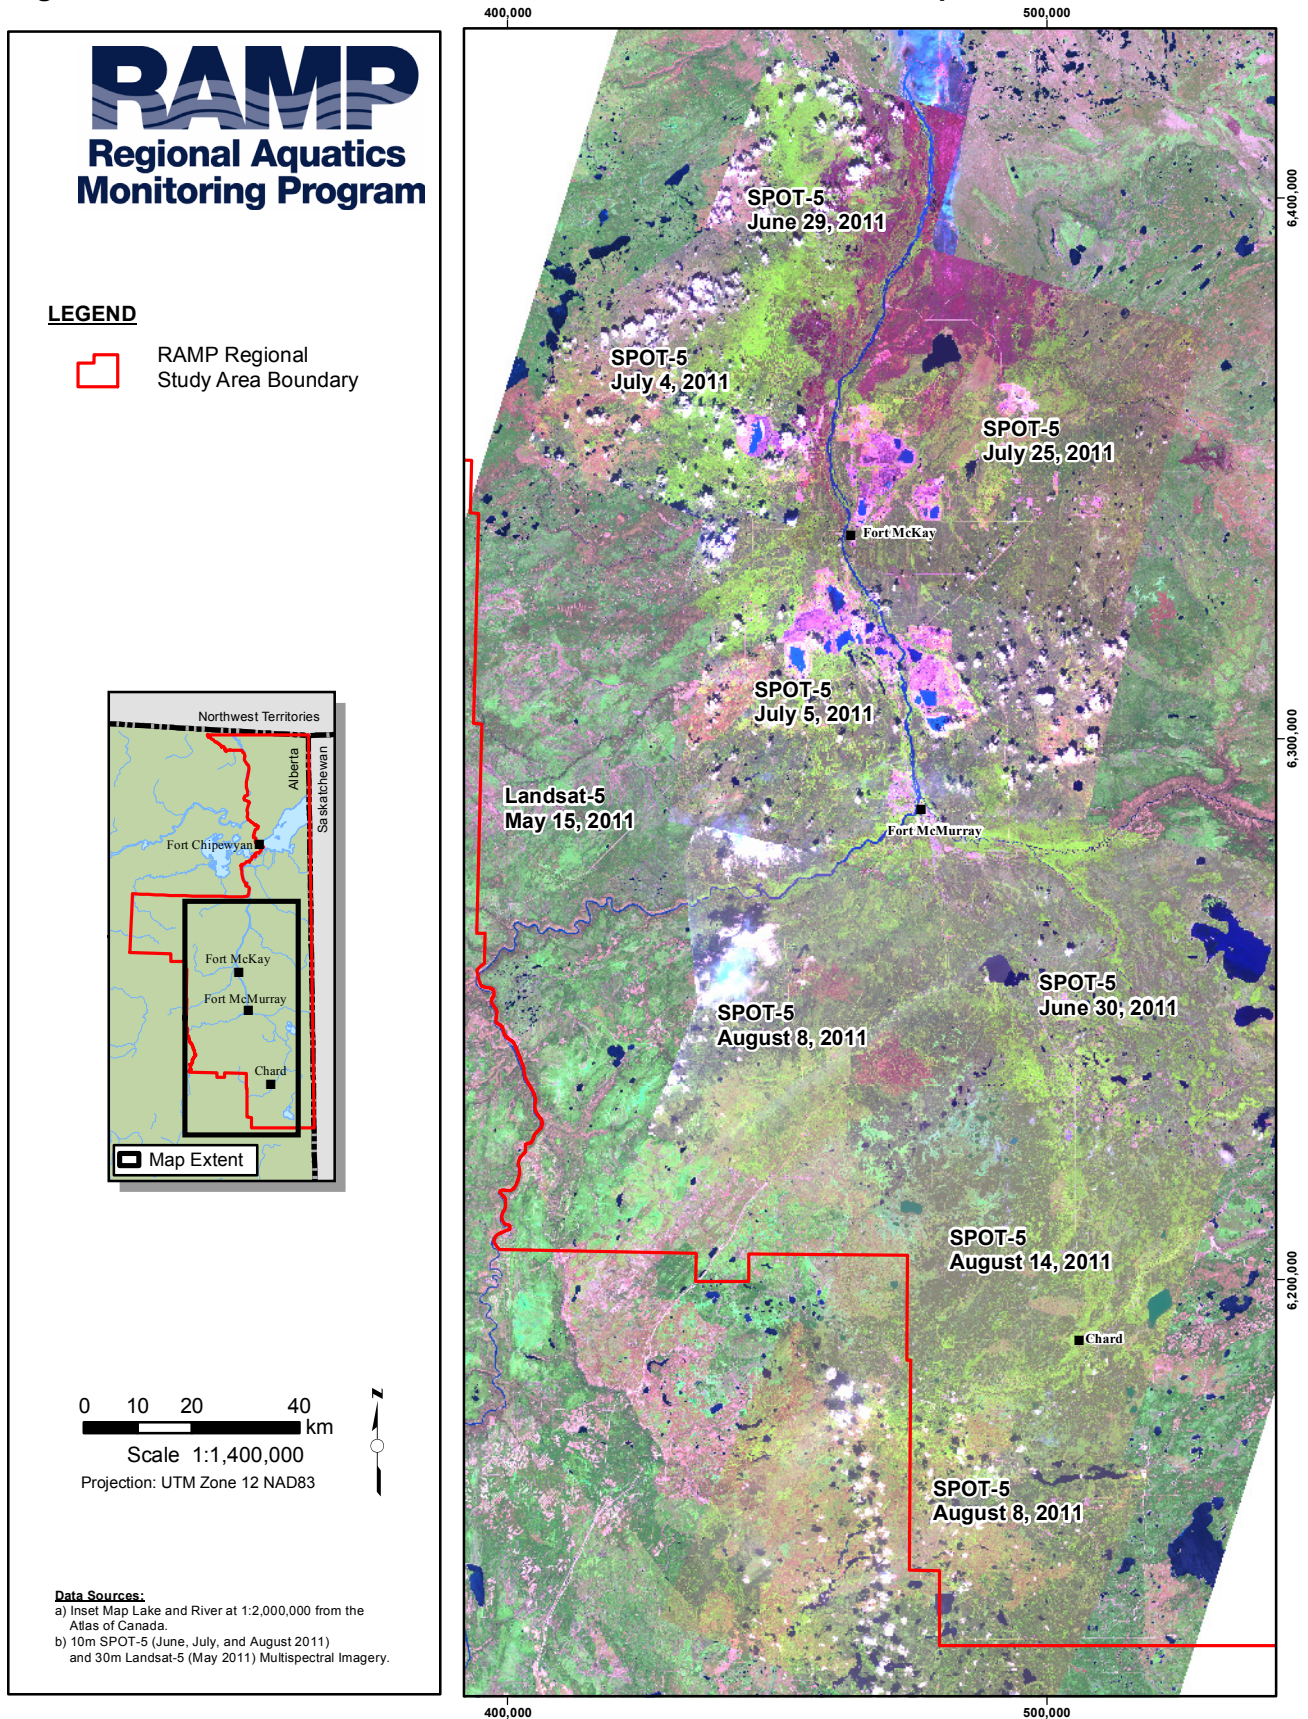 400,000
500,000
RAMP
Regional Aquatics
Monitoring Program
LEGEND
RAMP Regional
Study Area Boundary
Northwest Territories
Alberta
Saskatchewan
Fort Chipewyan
Fort McKay
Fort McMurray
Chard
Map Extent
0 10 20 40
km
Scale 1:1,400,000
Projection: UTM Zone 12 NAD83
N
Data Sources:
a) Inset Map Lake and River at 1:2,000,000 from the
Atlas of Canada.
b) 10m SPOT-5 (June, July, and August 2011)
and 30m Landsat-5 (May 2011) Multispectral Imagery.
SPOT-5
June 29, 2011
6,400,000
SPOT-5
July 4, 2011
SPOT-5
July 25, 2011
Fort McKay
SPOT-5
July 5, 2011
6,300,000
Landsat-5
May 15, 2011
Fort McMurray
SPOT-5
June 30, 2011
SPOT-5
August 8, 2011
SPOT-5
August 14, 2011
6,200,000
Chard
SPOT-5
August 8, 2011
400,000
500,000